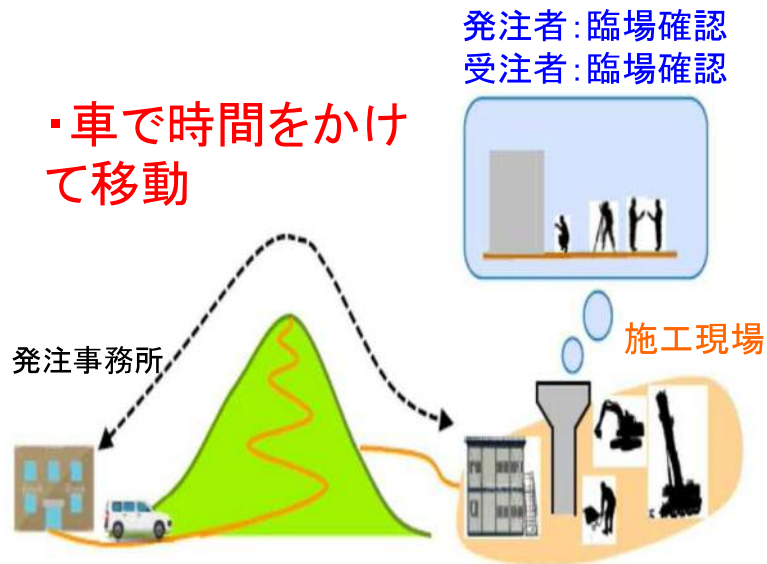 発注者:臨場確認
受注者:臨場確認
・車で時間をかけ
て移動
発注事務所
施工現場